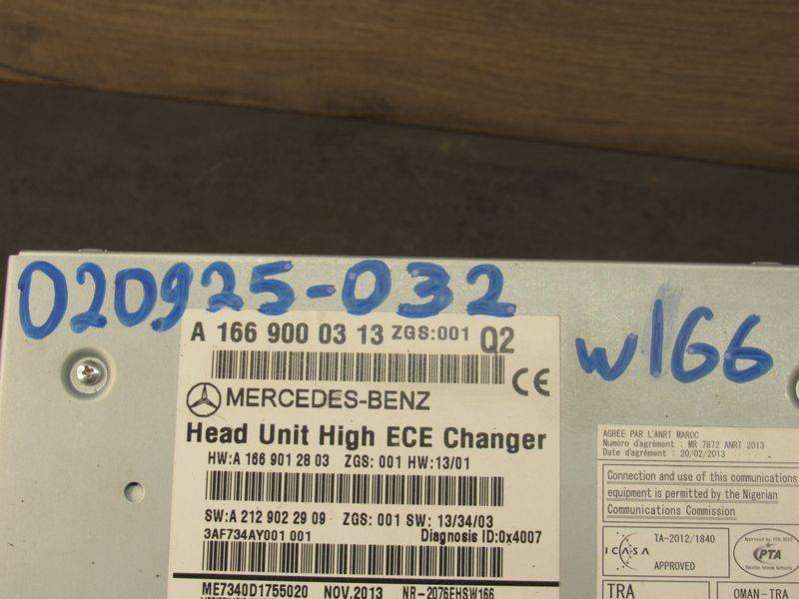 020925-032
w166
A 166 900 03 13 ZGS:001 Q2
CE
MERCEDES-BENZ
Head Unit High ECE Changer
HW:A 166 901 28 03 ZGS: 001 HW:13/01
SW:A 212 902 29 09 ZGS: 001 SW: 13/34/03
3AF734AY001 001 Diagnosis ID:0x4007
ME7340D1755020 NOV.2013 NR-2076EHSW166
AGREE PAR L'ANRT MAROC
Numéro d'agrément: MR 7872 ANRT 2013
Date d'agrément: 20/02/2013
Connection and use of this communications
equipment is permitted by the Nigerian
Communications Commission
ICASA
TA-2012/1840
APPROVED
PTA
TRA
OMAN-TRA